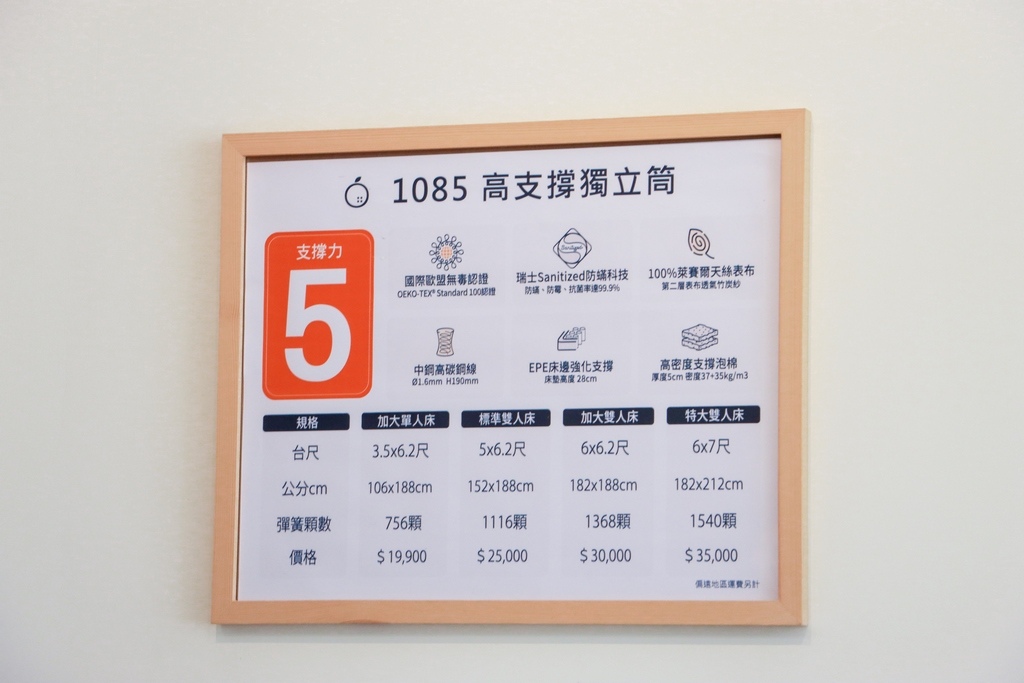 1085 高支撐獨立筒
支撐力
5
國際歐盟無毒認證
OEKO-TEX® Standard 100認證
瑞士Sanitized防蟎科技
防蟎、防霉、抗菌率達99.9%
100%萊賽爾天絲表布
第二層表布透氣竹炭紗
中鋼高碳鋼線
Ø1.6mm H190mm
EPE床邊強化支撐
床墊高度 28cm
高密度支撐泡棉
厚度5cm 密度37+35kg/m3
規格 加大單人床 標準雙人床 加大雙人床 特大雙人床
台尺 3.5x6.2尺 5x6.2尺 6x6.2尺 6x7尺
公分cm 106x188cm 152x188cm 182x188cm 182x212cm
彈簧顆數 756顆 1116顆 1368顆 1540顆
價格 $19,900 $25,000 $30,000 $35,000
偏遠地區運費另計